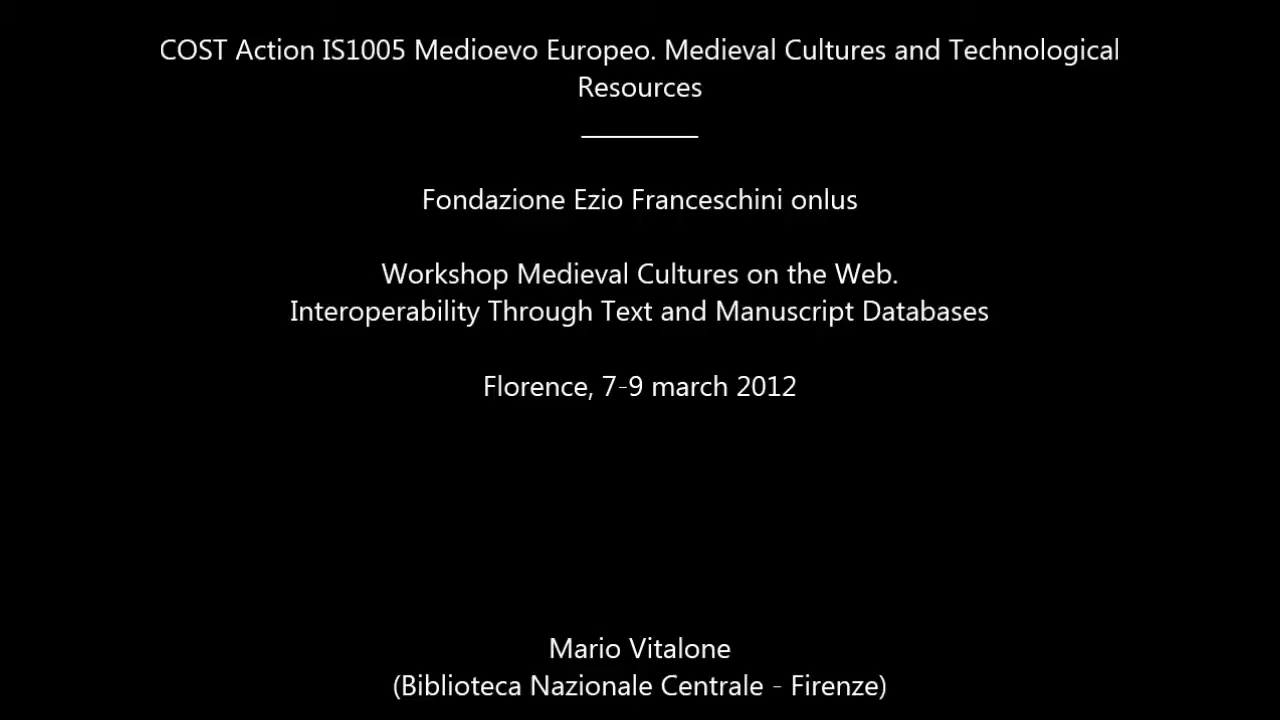 COST Action IS1005 Medioevo Europeo. Medieval Cultures and Technological
Resources
Fondazione Ezio Franceschini onlus
Workshop Medieval Cultures on the Web.
Interoperability Through Text and Manuscript Databases
Florence, 7-9 march 2012
Mario Vitalone
(Biblioteca Nazionale Centrale - Firenze)